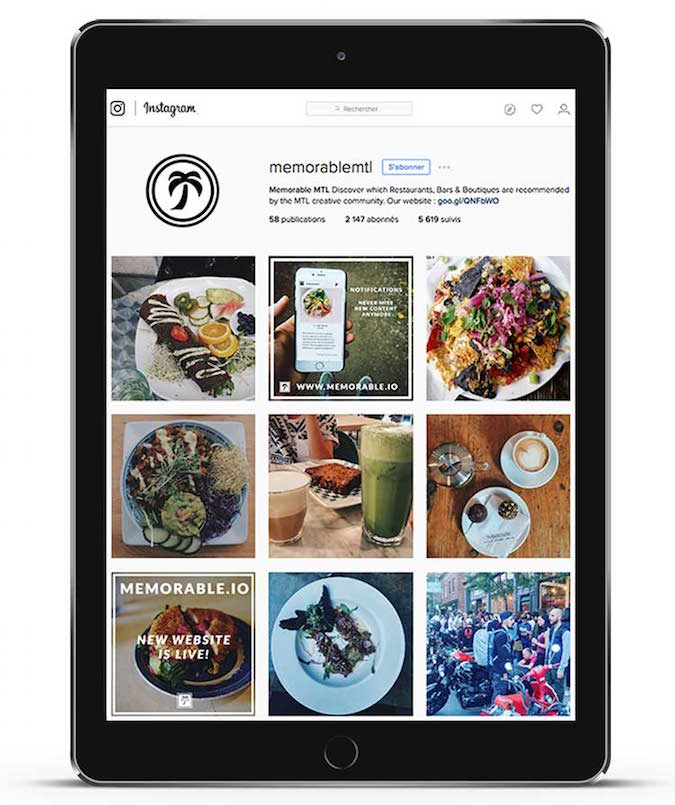 Instagram
Rechercher
memorablemtl S'abonner
Memorable MTL Discover which Restaurants, Bars & Boutiques are recommended
by the MTL creative community. Our website : goo.gl/QNFbWO
58 publications 2 147 abonnés 5 619 suivis
NOTIFICATIONS
NEVER MISS
NEW CONTENT
ANYMORE
WWW.MEMORABLE.IO
MEMORABLE.IO
NEW WEBSITE
IS LIVE!